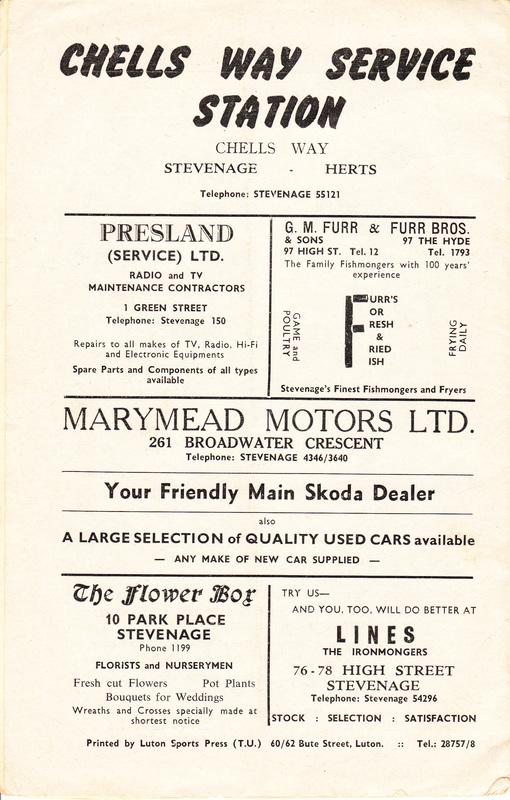 CHELLS WAY SERVICE
STATION
CHELLS WAY
STEVENAGE - HERTS
Telephone: STEVENAGE 55121
PRESLAND
(SERVICE) LTD.
RADIO and TV
MAINTENANCE CONTRACTORS
1 GREEN STREET
Telephone: Stevenage 150
Repairs to all makes of TV, Radio, Hi-Fi
and Electronic Equipments
Spare Parts and Components of all types
available
G. M. FURR & FURR BROS.
& SONS 97 THE HYDE
97 HIGH ST. Tel. 12 Tel. 1793
The Family Fishmongers with 100 years'
experience
GAME and
POULTRY
FURR'S
OR
RESH
&
RIED
ISH
FRYING
DAILY
Stevenage's Finest Fishmongers and Fryers
MARYMEAD MOTORS LTD.
261 BROADWATER CRESCENT
Telephone: STEVENAGE 4346/3640
Your Friendly Main Skoda Dealer
also
A LARGE SELECTION of QUALITY USED CARS available
— ANY MAKE OF NEW CAR SUPPLIED —
The Flower Box
10 PARK PLACE
STEVENAGE
Phone 1199
FLORISTS and NURSERYMEN
Fresh cut Flowers Pot Plants
Bouquets for Weddings
Wreaths and Crosses specially made at
shortest notice
TRY US—
AND YOU, TOO, WILL DO BETTER AT
LINES
THE IRONMONGERS
76-78 HIGH STREET
STEVENAGE
Telephone: Stevenage 54296
STOCK : SELECTION : SATISFACTION
Printed by Luton Sports Press (T.U.) 60/62 Bute Street, Luton. :: Tel.: 28757/8